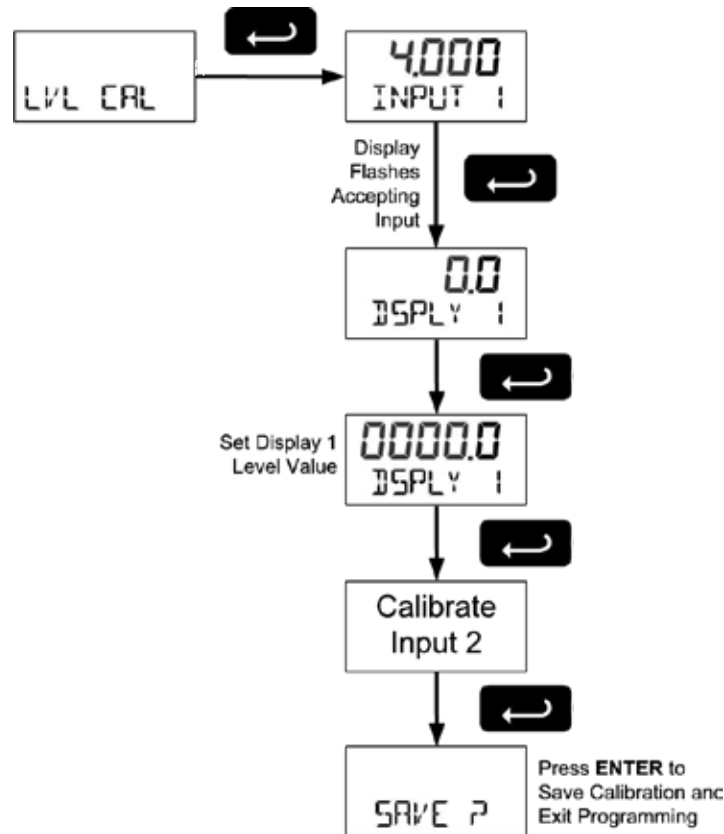 LVL CAL
4.000
INPUT 1
Display
Flashes
Accepting
Input
0.0
DSPLY 1
Set Display 1
Level Value
0000.0
DSPLY 1
Calibrate
Input 2
SAVE ?
Press ENTER to
Save Calibration and
Exit Programming